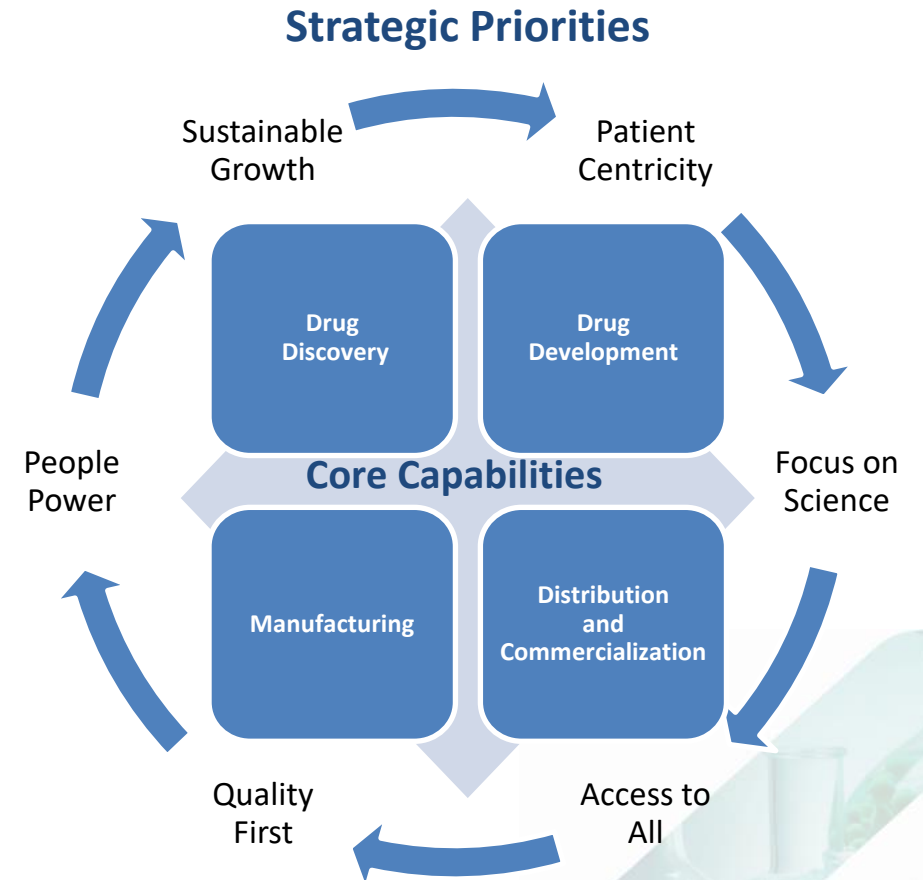 Strategic Priorities
Sustainable
Growth
Patient
Centricity
Drug
Discovery
Drug
Development
People
Power
Core Capabilities
Focus on
Science
Manufacturing
Distribution
and
Commercialization
Quality
First
Access to
All